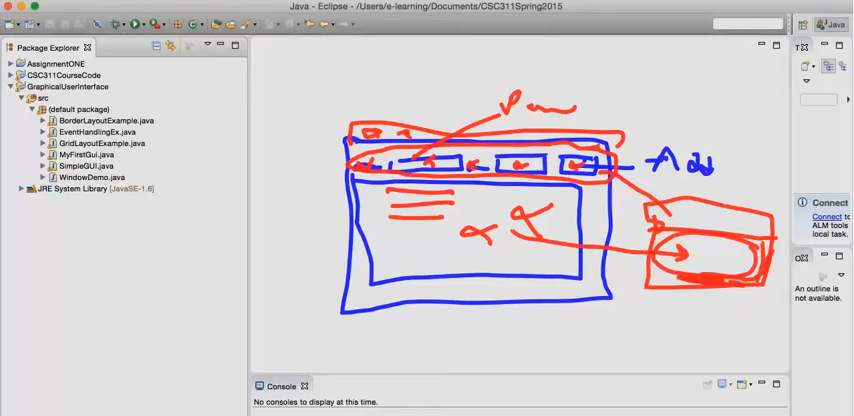 Java - Eclipse - /Users/e-learning/Documents/CSC311Spring2015
Java
Package Explorer
AssignmentONE
CSC311CourseCode
GraphicalUserInterface
src
(default package)
BorderLayoutExample.java
EventHandlingEx.java
GridLayoutExample.java
MyFirstGui.java
SimpleGUI.java
WindowDemo.java
JRE System Library [JavaSE-1.6]
Add
Connect
Connect to
ALM tools
local task.
An outline is
not available.
Console
No consoles to display at this time.